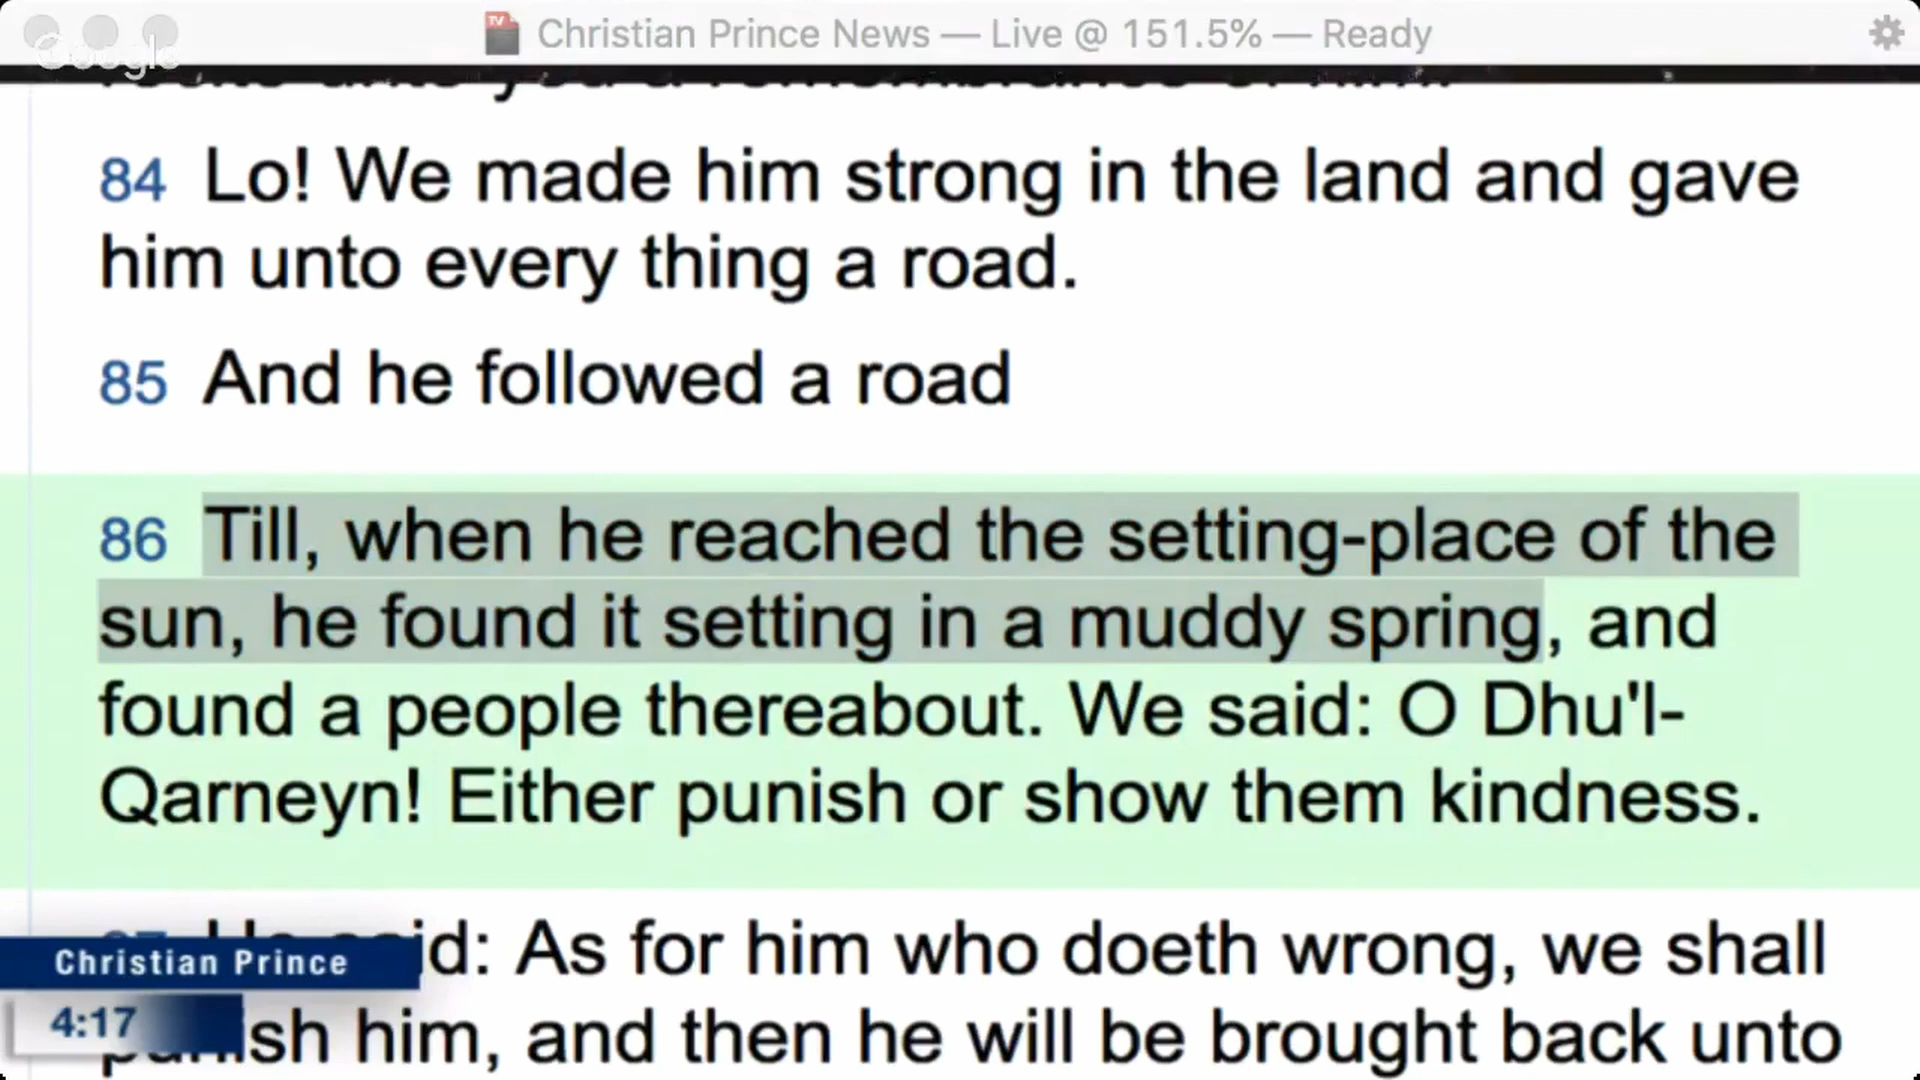 Christian Prince News — Live @ 151.5% — Ready
Google
84 Lo! We made him strong in the land and gave
him unto every thing a road.
85 And he followed a road
86 Till, when he reached the setting-place of the
sun, he found it setting in a muddy spring, and
found a people thereabout. We said: O Dhu'l-
Qarneyn! Either punish or show them kindness.
As for him who doeth wrong, we shall
him, and then he will be brought back unto
Christian Prince
4:17